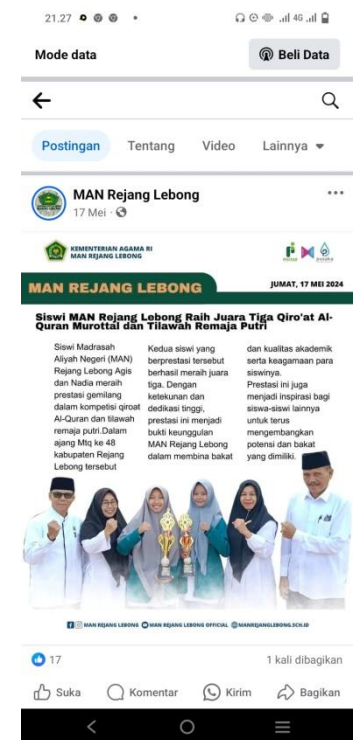 21.27
4G
Mode data
Beli Data
Postingan
Tentang
Video
Lainnya
MAN Rejang Lebong
17 Mei
KEMENTERIAN AGAMA RI
MAN REJANG LEBONG
MAN REJANG LEBONG
JUMAT, 17 MEI 2024
Siswi MAN Rejang Lebong Raih Juara Tiga Qiro'at Al-
Quran Murottal dan Tilawah Remaja Putri
Siswi Madrasah
Aliyah Negeri (MAN)
Rejang Lebong Agis
dan Nadia meraih
prestasi gemilang
dalam kompetisi qiroat
Al-Quran dan tilawah
remaja putri.Dalam
ajang Mtq ke 48
kabupaten Rejang
Lebong tersebut
Kedua siswi yang
berprestasi tersebut
berhasil meraih juara
tiga. Dengan
ketekunan dan
dedikasi tinggi,
prestasi ini menjadi
bukti keunggulan
MAN Rejang Lebong
dalam membina bakat
dan kualitas akademik
serta keagamaan para
siswinya.
Prestasi ini juga
menjadi inspirasi bagi
siswa-siswi lainnya
untuk terus
mengembangkan
potensi dan bakat
yang dimiliki.
MAN REJANG LEBONG
MAN REJANG LEBONG OFFICIAL
MANREJANGLEBONG.SCH.ID
17
1 kali dibagikan
Suka
Komentar
Kirim
Bagikan